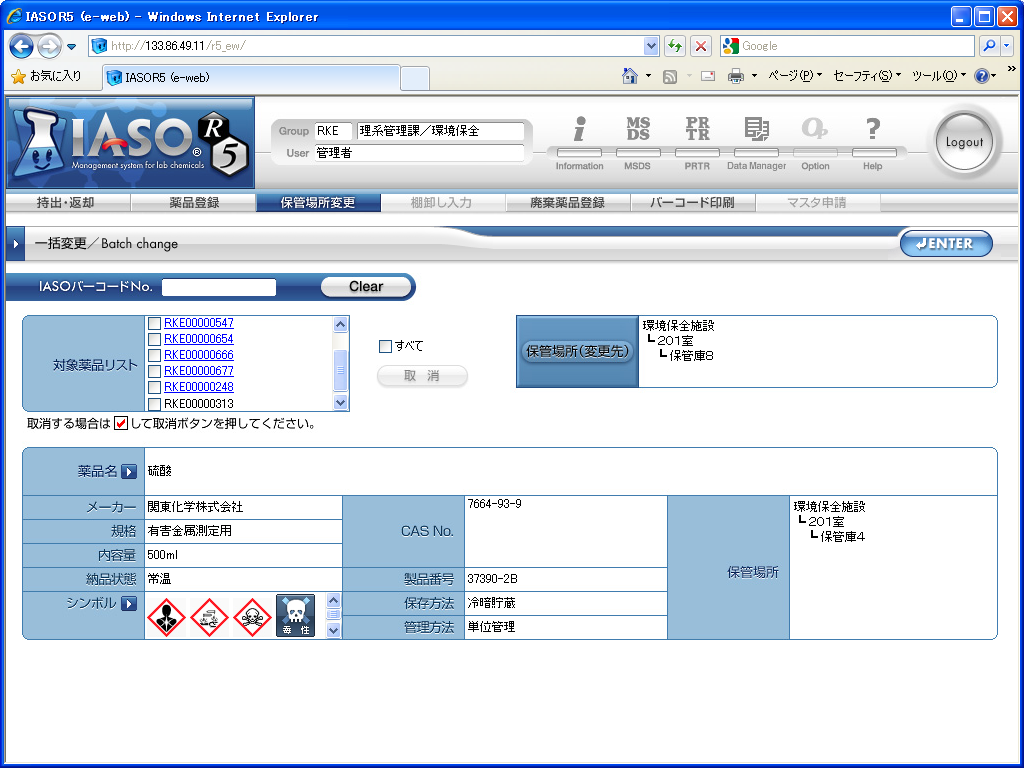 IASOR5 (e-web) - Windows Internet Explorer
http://133.86.49.11/r5_ew/
Google
お気に入り
IASOR5 (e-web)
ページ(P)
セーフティ(S)
ツール(O)
IASO R5
Management system for lab chemicals
Group RKE 理系管理課／環境保全
User 管理者
Information
MSDS
MSDS
PRTR
PRTR
Data Manager
Op
Option
?
Help
Logout
持出・返却
薬品登録
保管場所変更
棚卸し入力
廃棄薬品登録
バーコード印刷
マスタ申請
一括変更／Batch change
ENTER
IASOバーコードNo.
Clear
対象薬品リスト
RKE00000547
RKE00000654
RKE00000666
RKE00000677
RKE00000248
RKE00000313
すべて
取 消
保管場所(変更先)
環境保全施設
┗201室
┗保管庫8
取消する場合は☑して取消ボタンを押してください。
薬品名
硫酸
メーカー
関東化学株式会社
規格
有害金属測定用
内容量
500ml
納品状態
常温
シンボル
毒 性
CAS No.
7664-93-9
製品番号
37390-2B
保存方法
冷暗貯蔵
管理方法
単位管理
保管場所
環境保全施設
┗201室
┗保管庫4